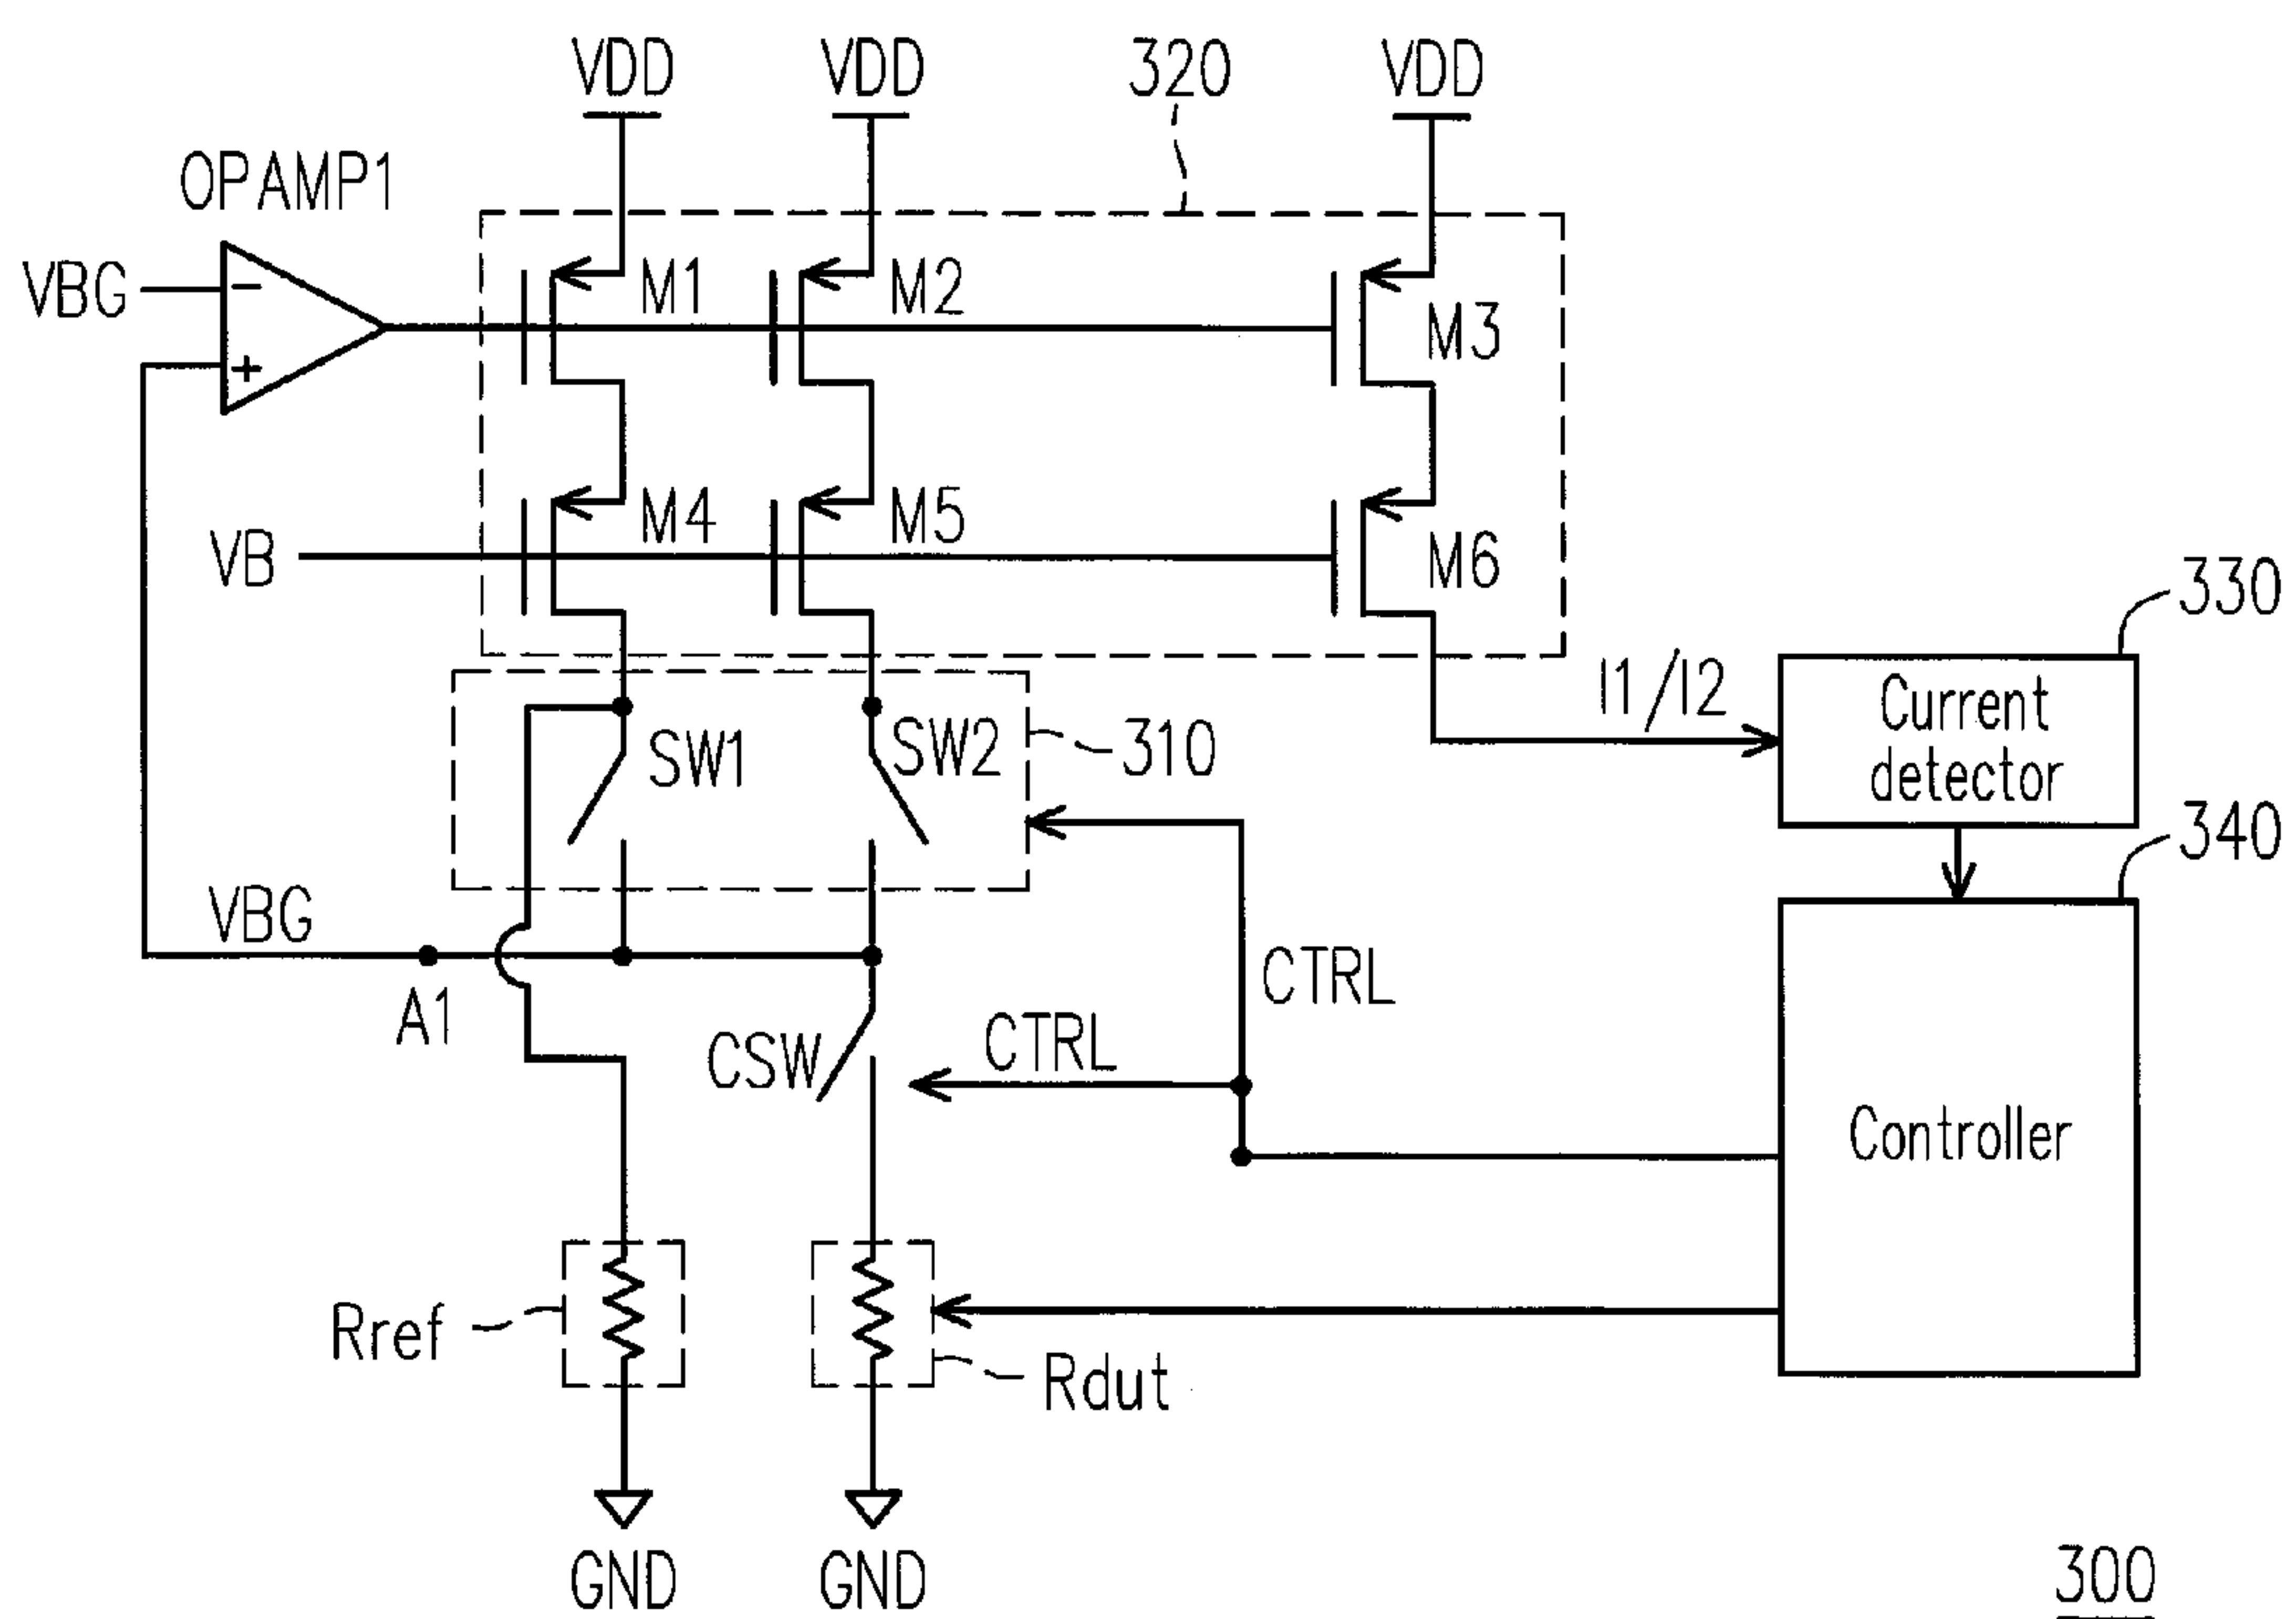 VDD VDD 320 VDD
OPAMP1
VBG − M1 M2
+ M3
M4 M5
VB M6
330
I1/I2 Current
detector
SW1 SW2 310
340
VBG
A1 CTRL
CSW CTRL
Controller
Rref Rdut
GND GND
300